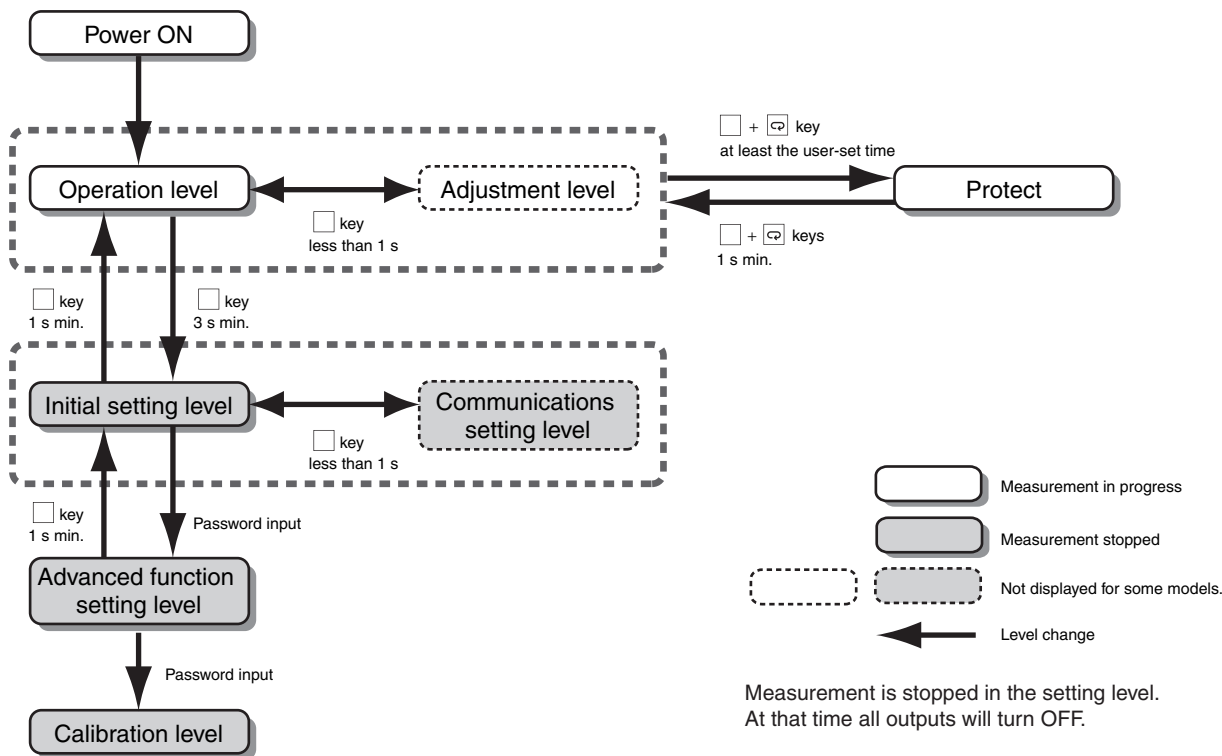 Power ON
+ key
at least the user-set time
Operation level
Adjustment level
Protect
key
less than 1 s
+ keys
1 s min.
key
1 s min.
key
3 s min.
Initial setting level
Communications
setting level
key
less than 1 s
Measurement in progress
key
1 s min.
Password input
Measurement stopped
Advanced function
setting level
Not displayed for some models.
Level change
Password input
Measurement is stopped in the setting level.
At that time all outputs will turn OFF.
Calibration level